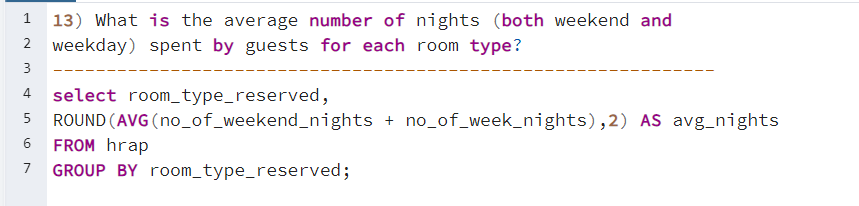 1 13) What is the average number of nights (both weekend and
2 weekday) spent by guests for each room type?
3 --------------------------------------------------------------
4 select room_type_reserved,
5 ROUND(AVG(no_of_weekend_nights + no_of_week_nights),2) AS avg_nights
6 FROM hrap
7 GROUP BY room_type_reserved;